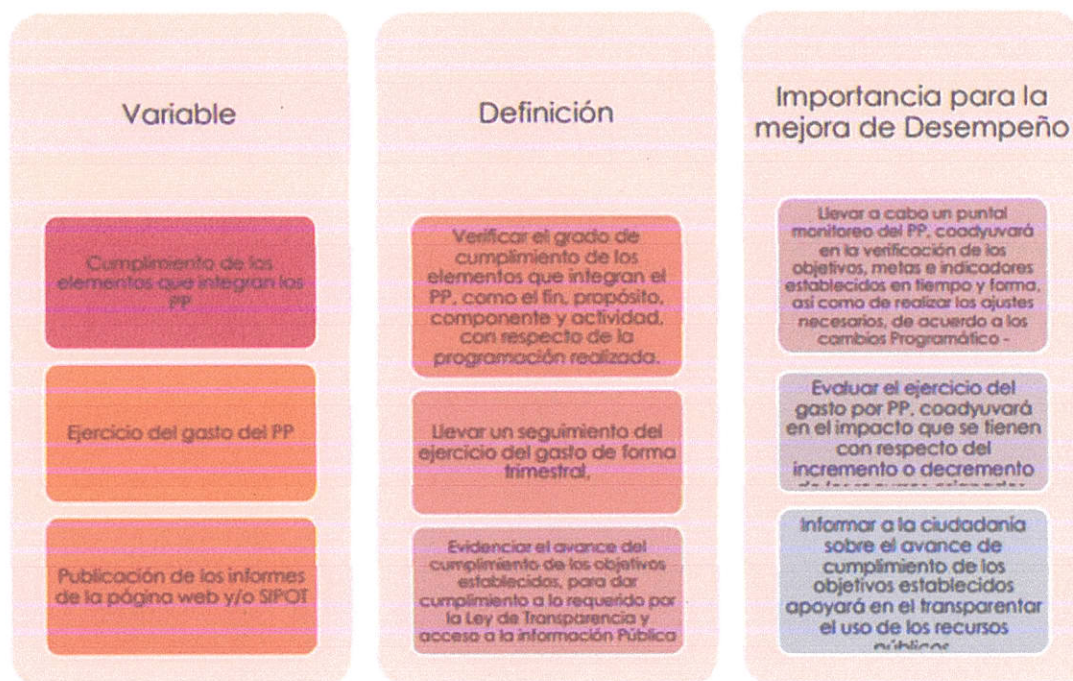 Variable
Cumplimiento de los
elementos que integran los
PP
Ejercicio del gasto del PP
Publicación de los informes
de la página web y/o SIPOT
Definición
Verificar el grado de
cumplimiento de los
elementos que integran el
PP, como el fin, propósito,
componente y actividad,
con respecto de la
programación realizada.
Llevar un seguimiento del
ejercicio del gasto de forma
trimestral.
Evidenciar el avance del
cumplimiento de los objetivos
establecidos, para dar
cumplimiento a lo requerido por
la Ley de Transparencia y
acceso a la información Pública
Importancia para la
mejora de Desempeño
Llevar a cabo un puntal
monitoreo del PP, coadyuvará
en la verificación de los
objetivos, metas e indicadores
establecidos en tiempo y forma,
así como de realizar los ajustes
necesarios, de acuerdo a los
cambios Programático -
Evaluar el ejercicio del
gasto por PP, coadyuvará
en el impacto que se tienen
con respecto del
incremento o decremento
de los recursos asignados
Informar a la ciudadanía
sobre el avance de
cumplimiento de los
objetivos establecidos
apoyará en el transparentar
el uso de los recursos
públicos